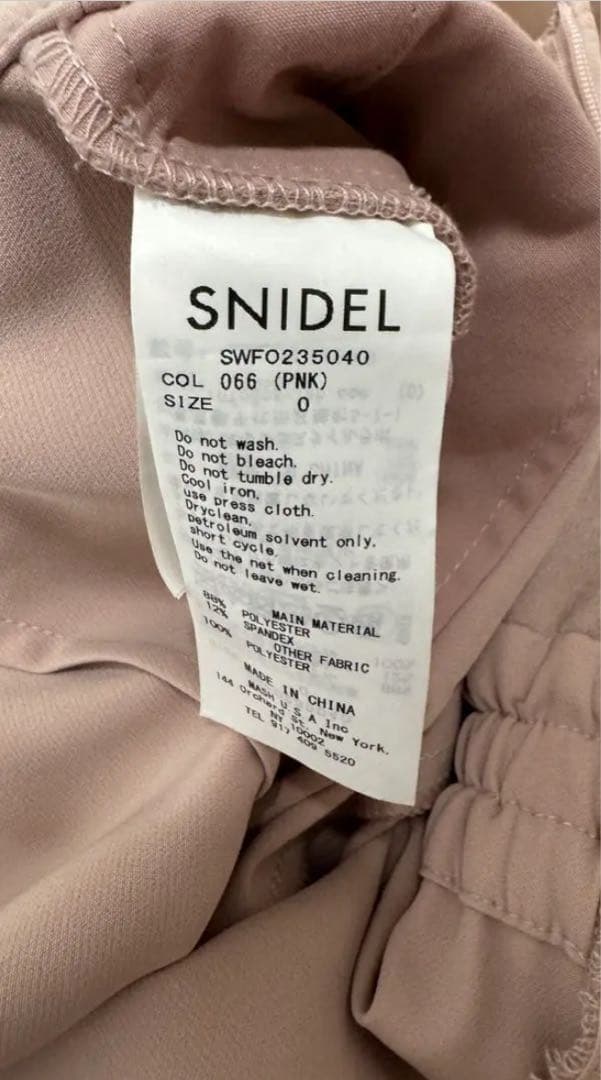 SNIDEL
SWFO235040
COL 066 (PNK)
SIZE 0
Do not wash.
Do not bleach.
Do not tumble dry.
Cool iron,
use press cloth.
Dryclean,
petroleum solvent only,
short cycle.
Use the net when cleaning.
Do not leave wet.
MAIN MATERIAL
88% POLYESTER
12% SPANDEX
OTHER FABRIC
100% POLYESTER
MADE IN CHINA
MASH U.S A Inc
144 Orchard St. New York.
NY 10002
TEL 917 409 5520